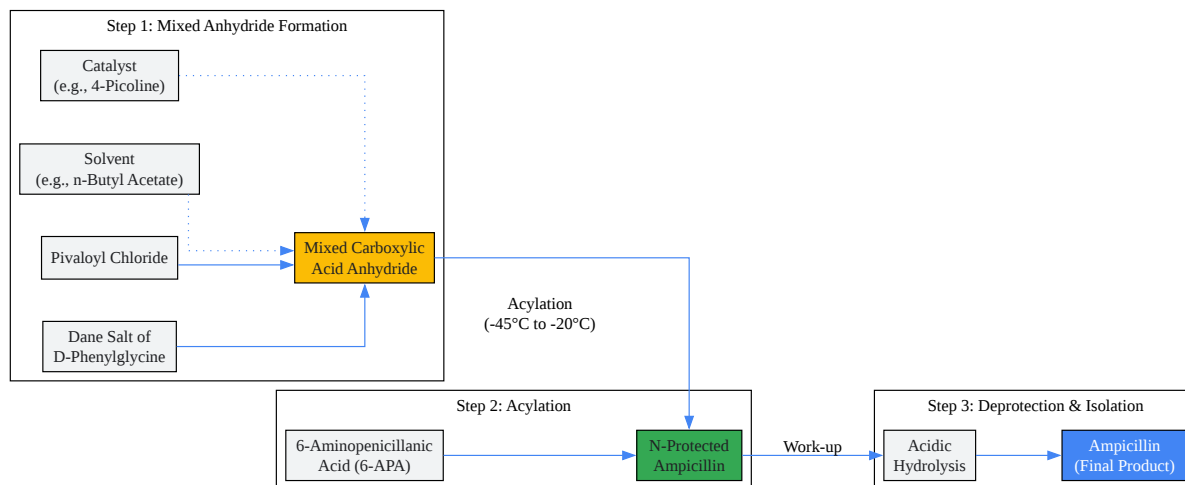 Step 1: Mixed Anhydride Formation
Catalyst
(e.g., 4-Picoline)
Solvent
(e.g., n-Butyl Acetate)
Pivaloyl Chloride
Mixed Carboxylic
Acid Anhydride
Dane Salt of
D-Phenylglycine
Acylation
(-45°C to -20°C)
Step 2: Acylation
6-Aminopenicillanic
Acid (6-APA)
N-Protected
Ampicillin
Work-up
Step 3: Deprotection & Isolation
Acidic
Hydrolysis
Ampicillin
(Final Product)